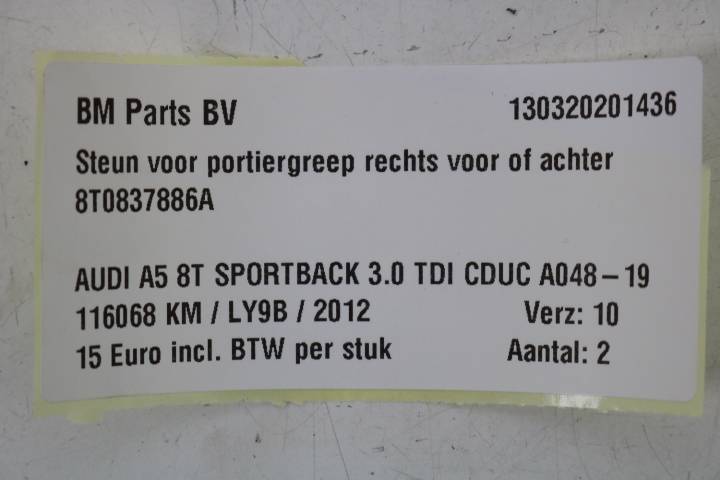 BM Parts BV 130320201436
Steun voor portiergreep rechts voor of achter
8T0837886A
AUDI A5 8T SPORTBACK 3.0 TDI CDUC A048-19
116068 KM / LY9B / 2012 Verz: 10
15 Euro incl. BTW per stuk Aantal: 2